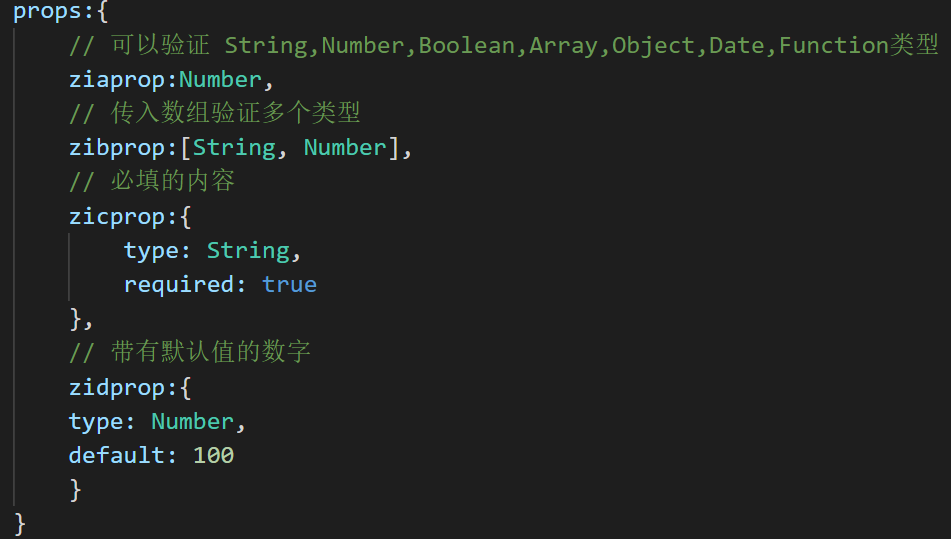 props:{
// 可以验证 String,Number,Boolean,Array,Object,Date,Function类型
ziaprop:Number,
// 传入数组验证多个类型
zibprop:[String, Number],
// 必填的内容
zicprop:{
type: String,
required: true
},
// 带有默认值的数字
zidprop:{
type: Number,
default: 100
}
}